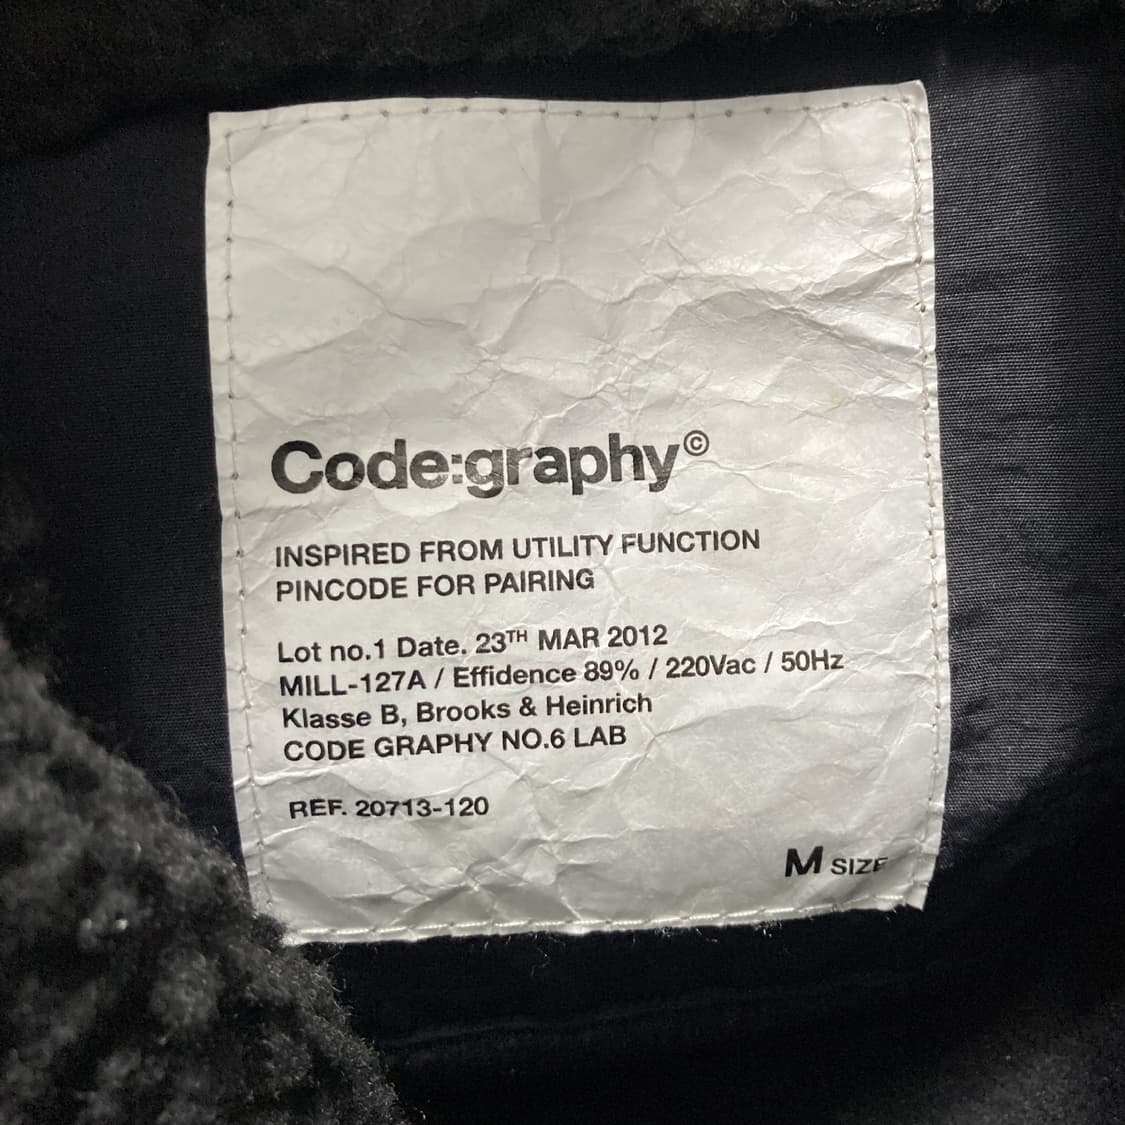 Code:graphy©
INSPIRED FROM UTILITY FUNCTION
PINCODE FOR PAIRING
Lot no.1 Date. 23TH MAR 2012
MILL-127A / Effidence 89% / 220Vac / 50Hz
Klasse B, Brooks & Heinrich
CODE GRAPHY NO.6 LAB
REF. 20713-120
M SIZE